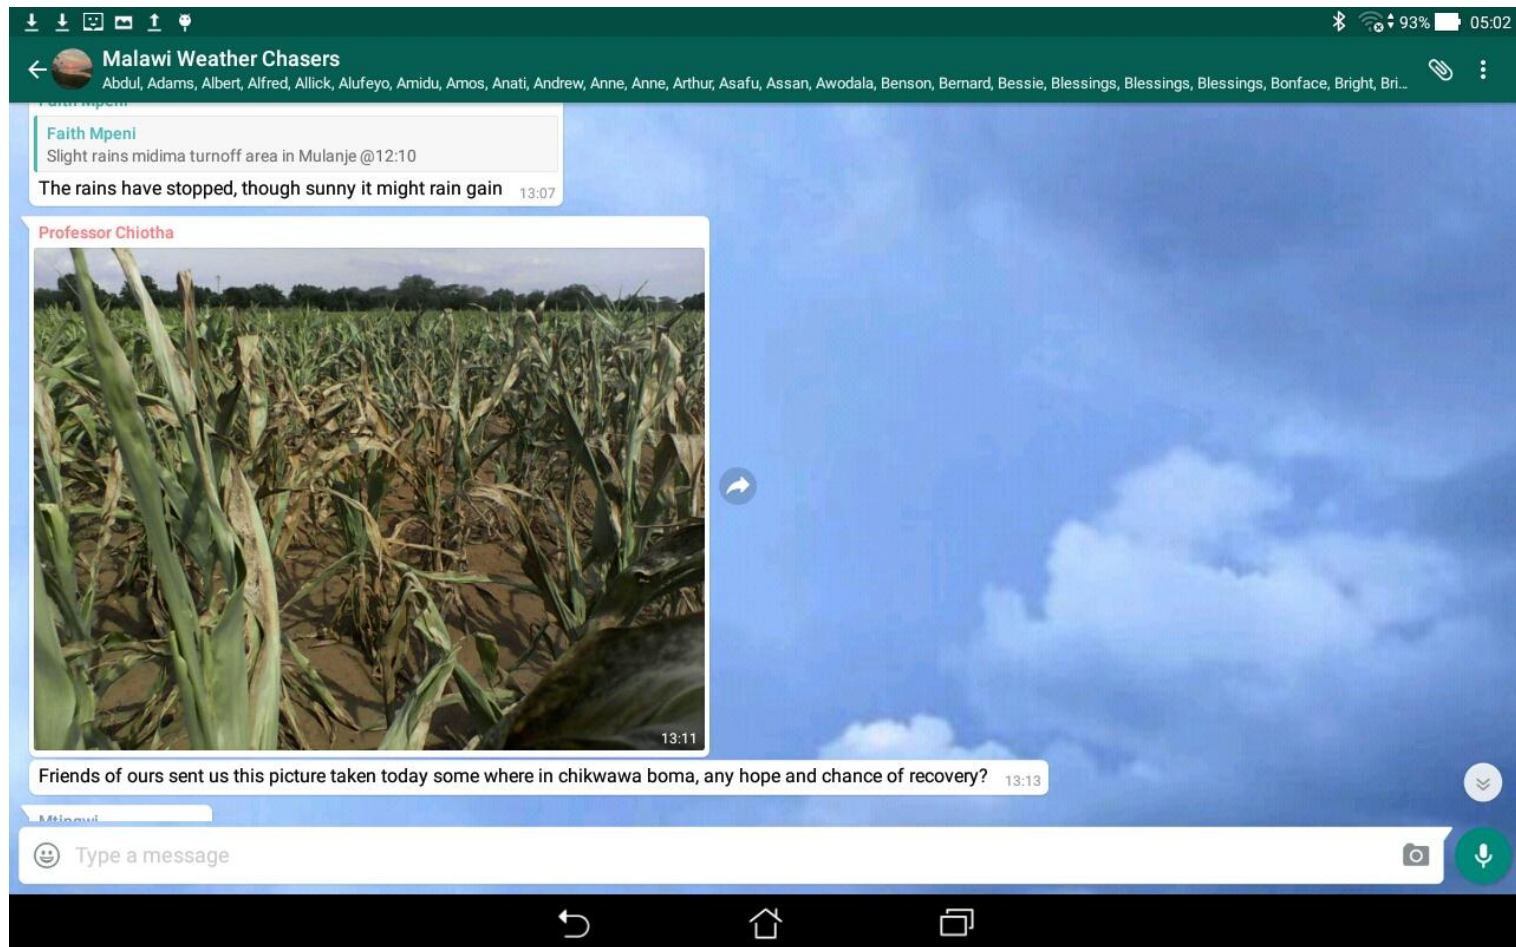 93% 05:02
Malawi Weather Chasers
Abdul, Adams, Albert, Alfred, Allick, Alufeyo, Amidu, Amos, Anati, Andrew, Anne, Anne, Arthur, Asafu, Assan, Awodala, Benson, Bernard, Bessie, Blessings, Blessings, Blessings, Bonface, Bright, Bri...
Faith Mpeni
Faith Mpeni
Slight rains midima turnoff area in Mulanje @12:10
The rains have stopped, though sunny it might rain gain 13:07
Professor Chiotha
13:11
Friends of ours sent us this picture taken today some where in chikwawa boma, any hope and chance of recovery? 13:13
Mtingwi
Type a message